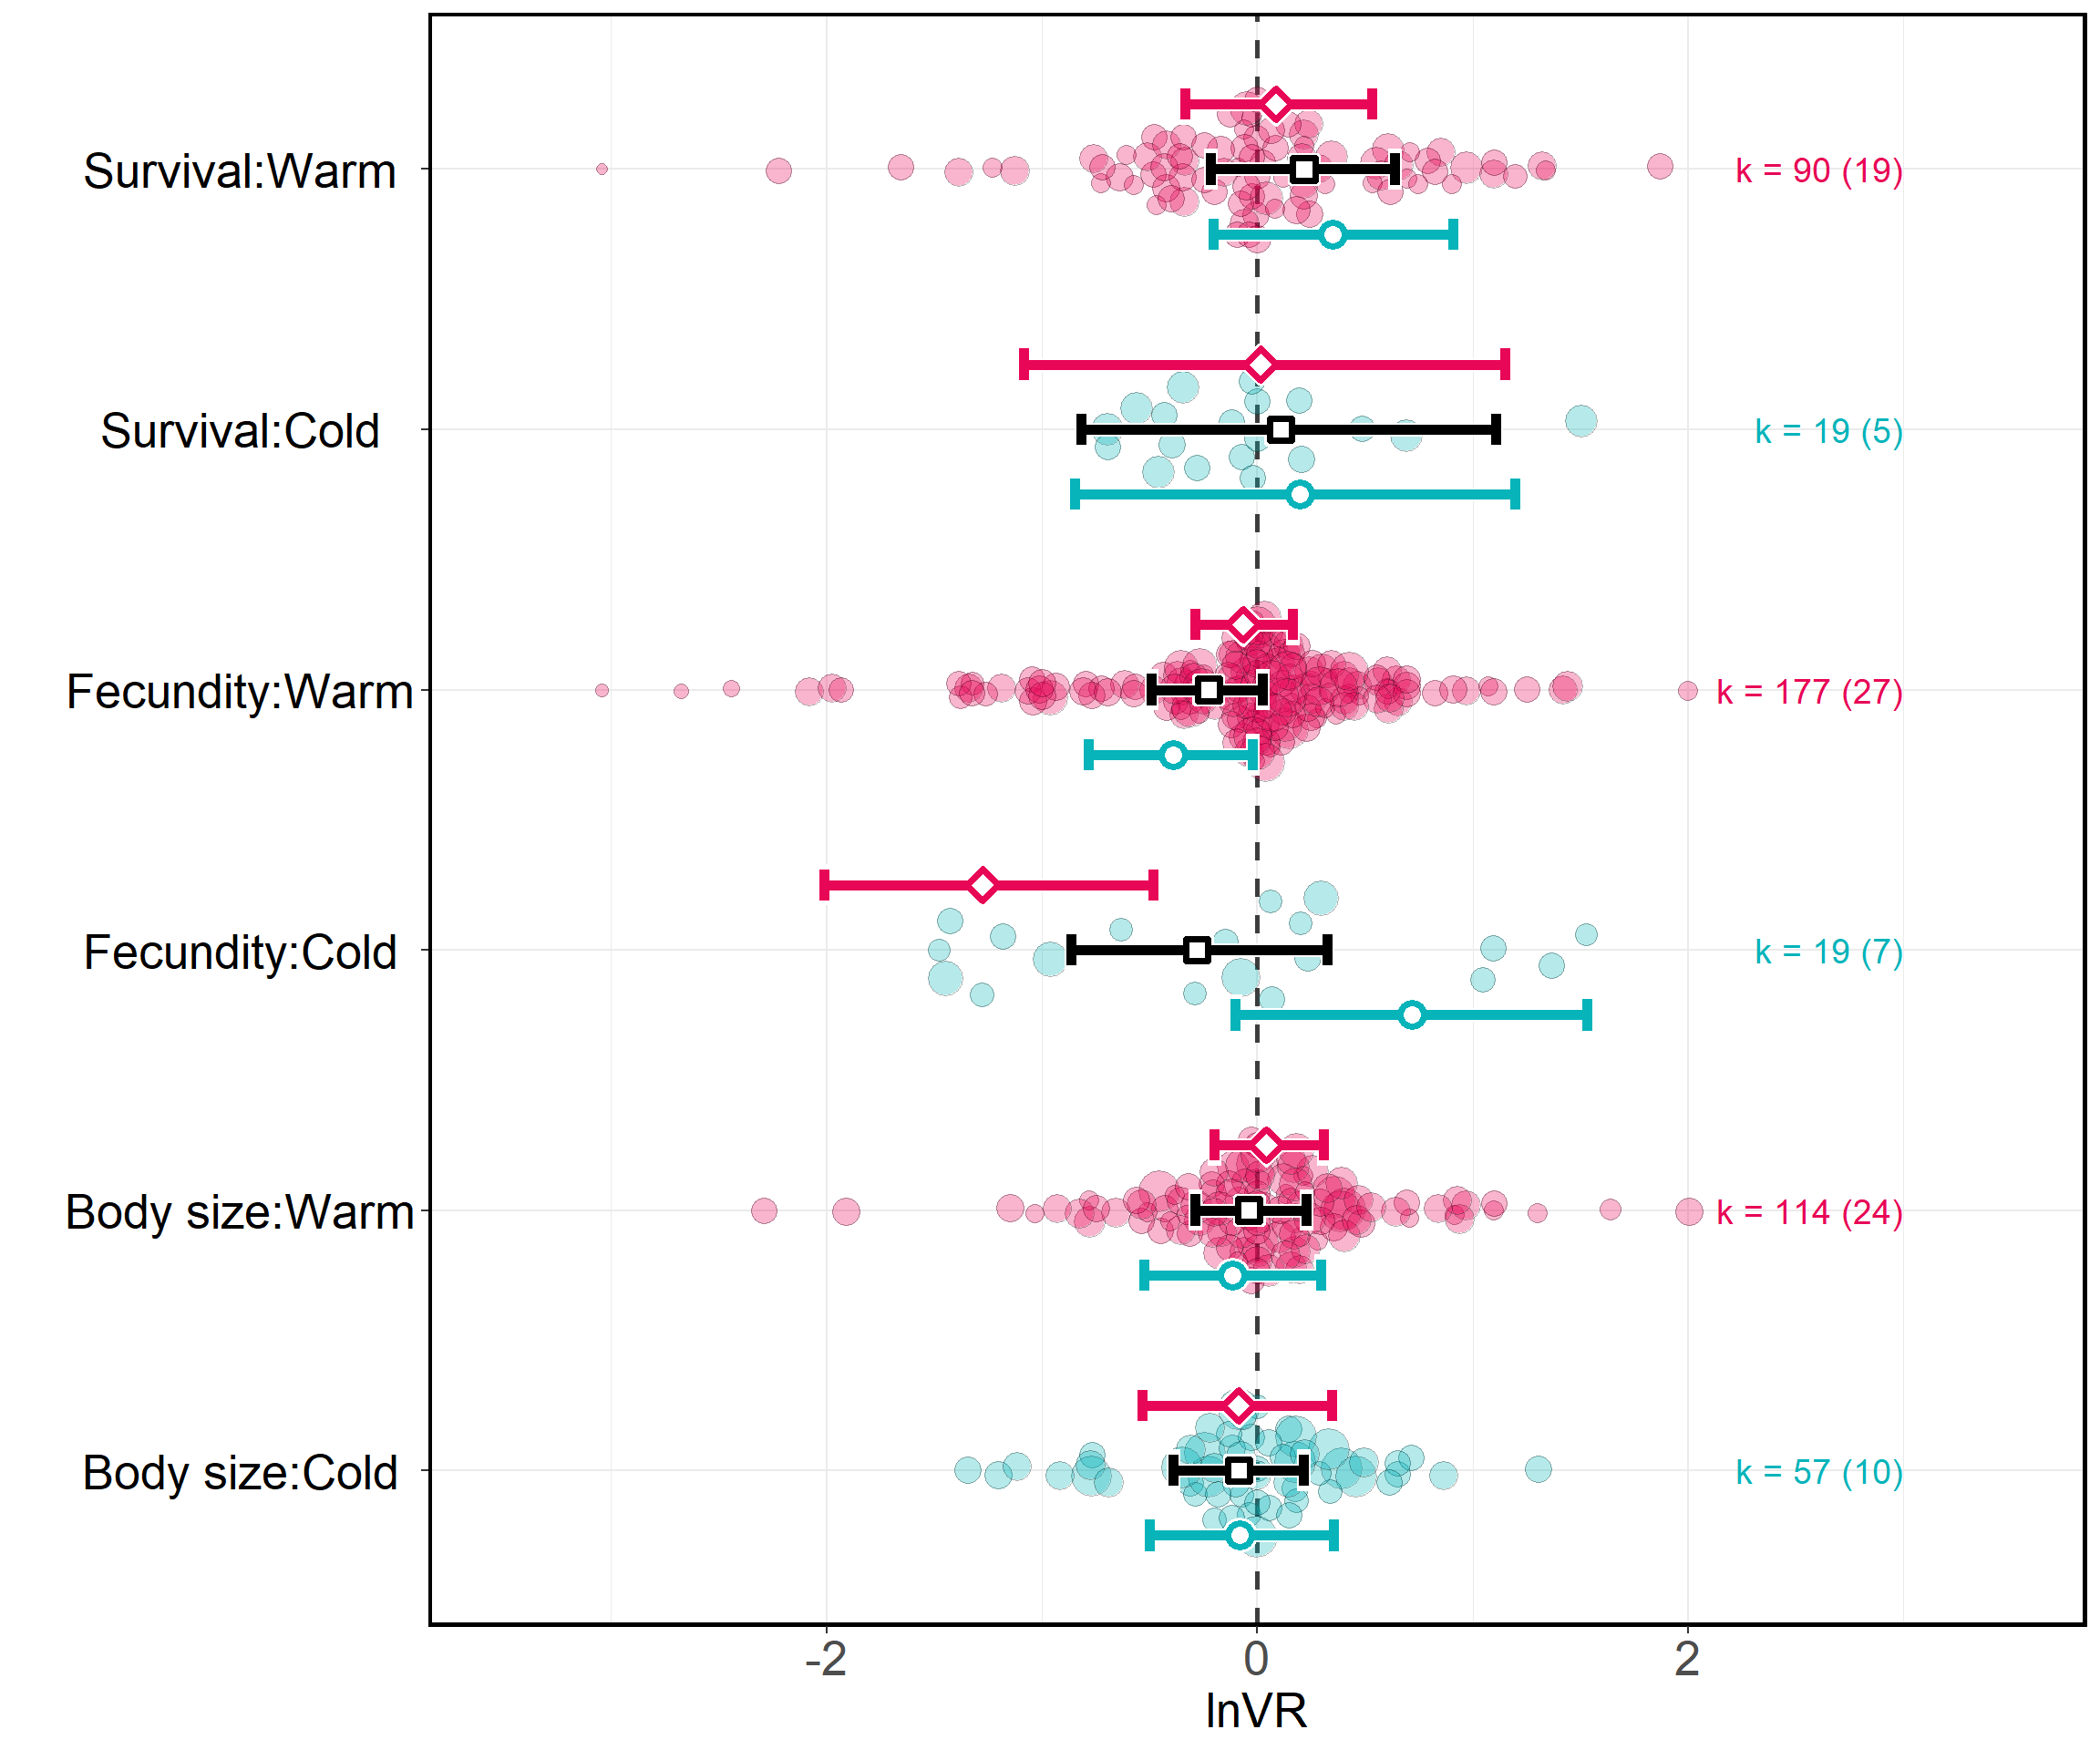 Survival:Warm
k = 90 (19)
Survival:Cold
k = 19 (5)
Fecundity:Warm
k = 177 (27)
Fecundity:Cold
k = 19 (7)
Body size:Warm
k = 114 (24)
Body size:Cold
k = 57 (10)
-2
0
2
lnVR